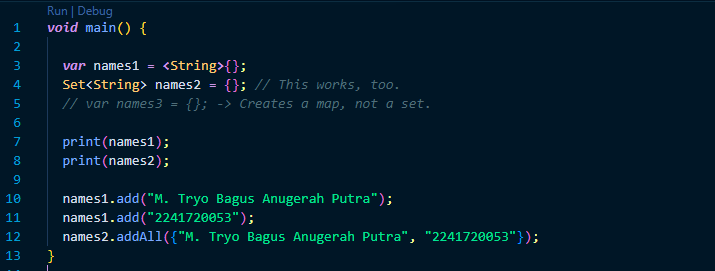 Run | Debug
1 void main() {
2
3 var names1 = <String>{};
4 Set<String> names2 = {}; // This works, too.
5 // var names3 = {}; -> Creates a map, not a set.
6
7 print(names1);
8 print(names2);
9
10 names1.add("M. Tryo Bagus Anugerah Putra");
11 names1.add("2241720053");
12 names2.addAll({"M. Tryo Bagus Anugerah Putra", "2241720053"});
13 }